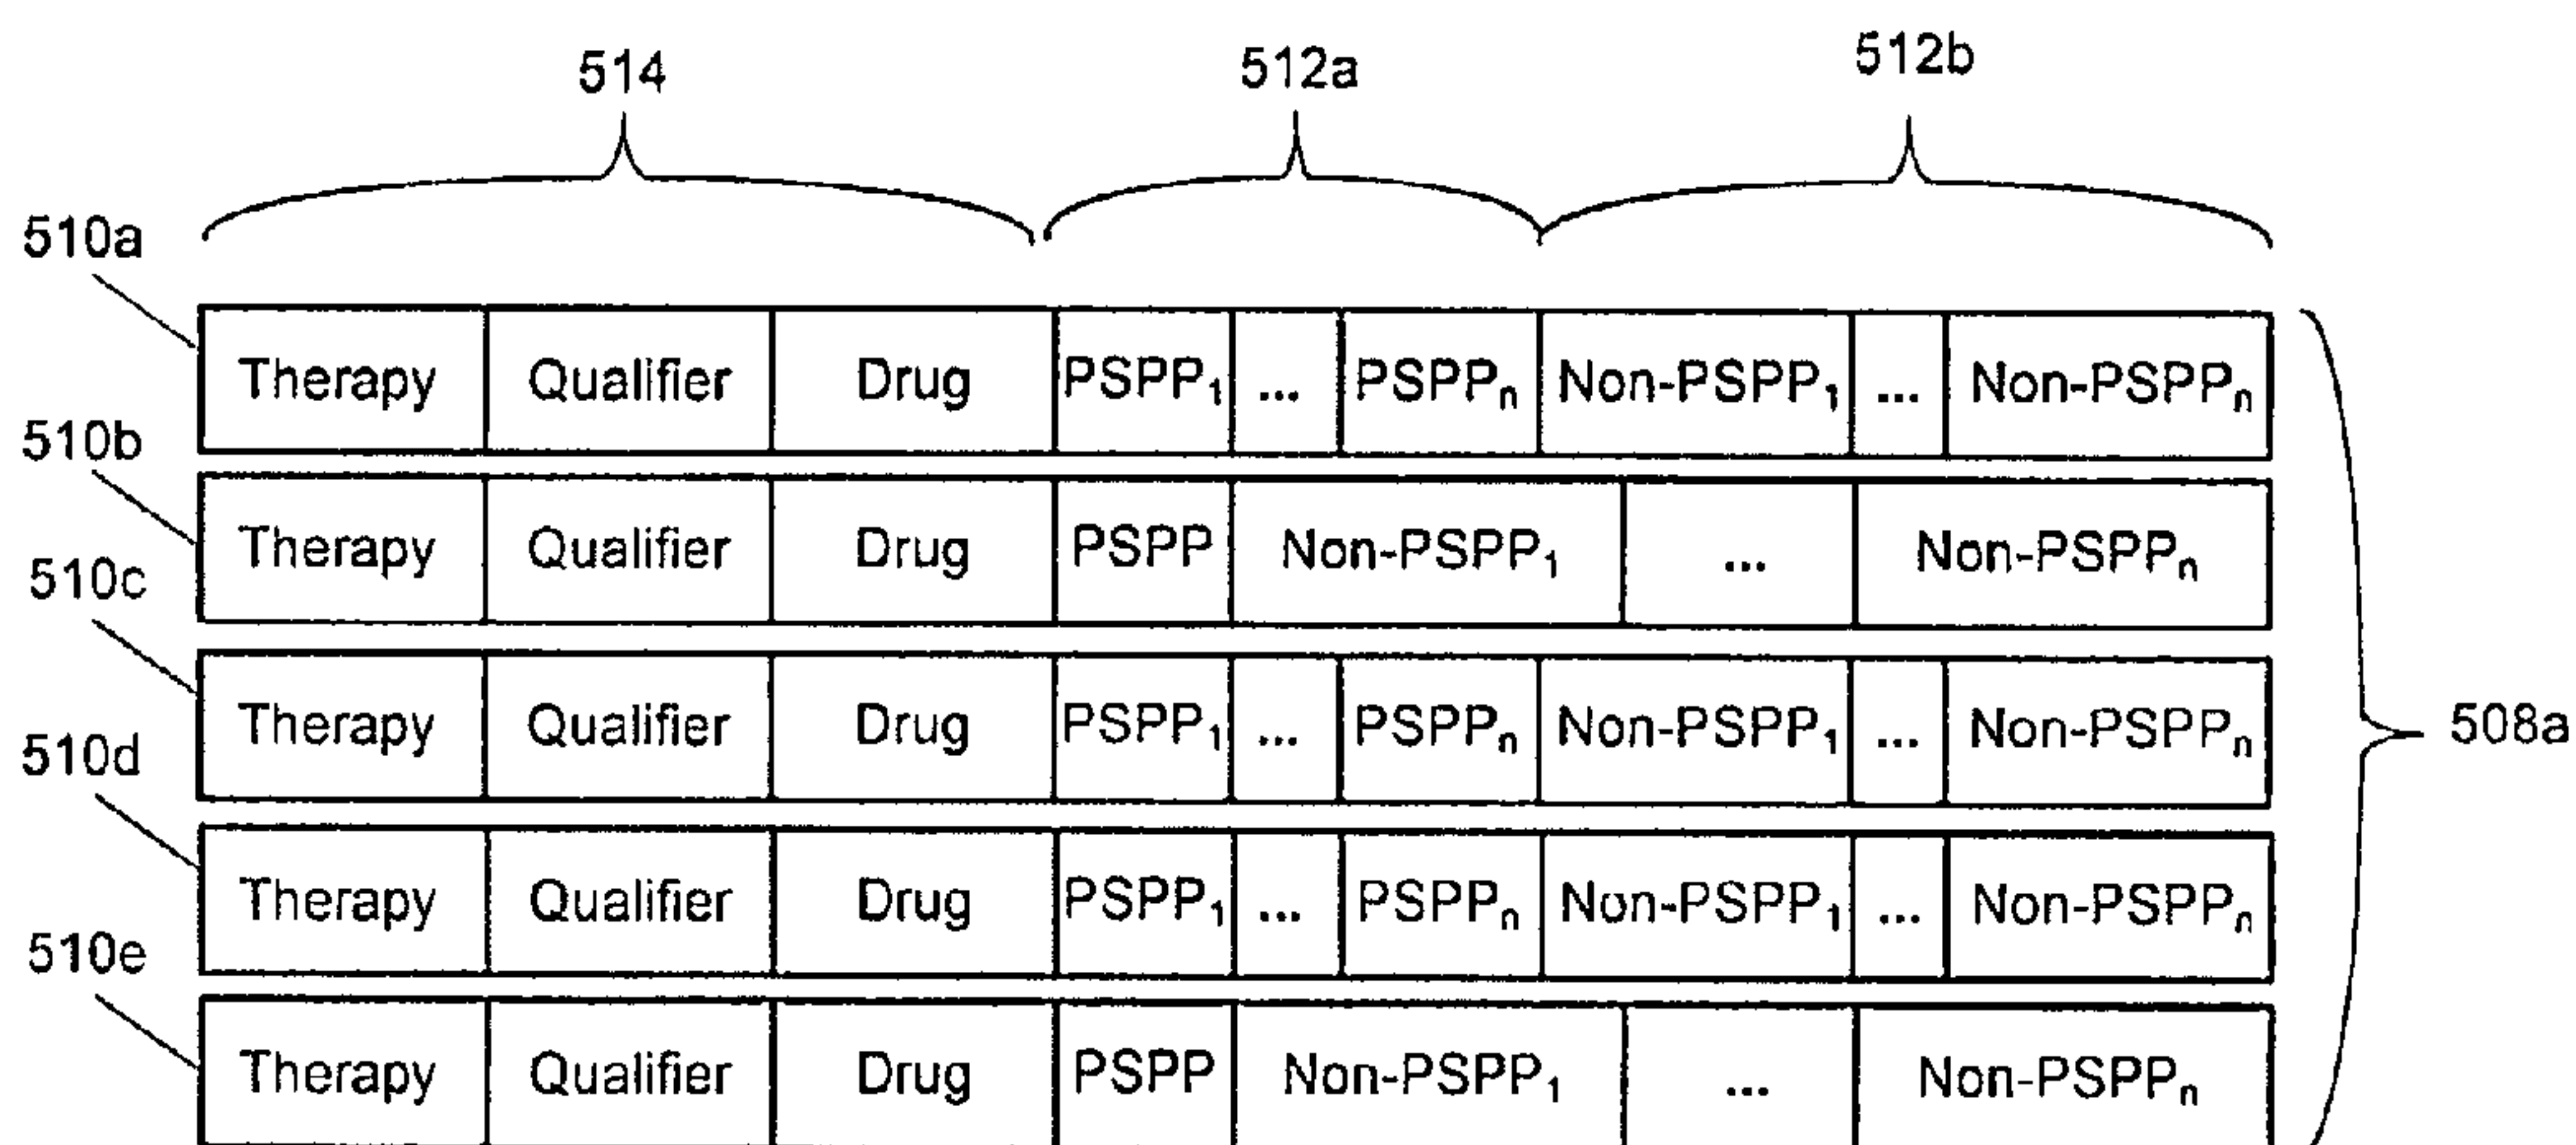 514 512a 512b
510a
Therapy Qualifier Drug PSPP₁ ... PSPPₙ Non-PSPP₁ ... Non-PSPPₙ
510b
Therapy Qualifier Drug PSPP Non-PSPP₁ ... Non-PSPPₙ
510c
Therapy Qualifier Drug PSPP₁ ... PSPPₙ Non-PSPP₁ ... Non-PSPPₙ
508a
510d
Therapy Qualifier Drug PSPP₁ ... PSPPₙ Non-PSPP₁ ... Non-PSPPₙ
510e
Therapy Qualifier Drug PSPP Non-PSPP₁ ... Non-PSPPₙ